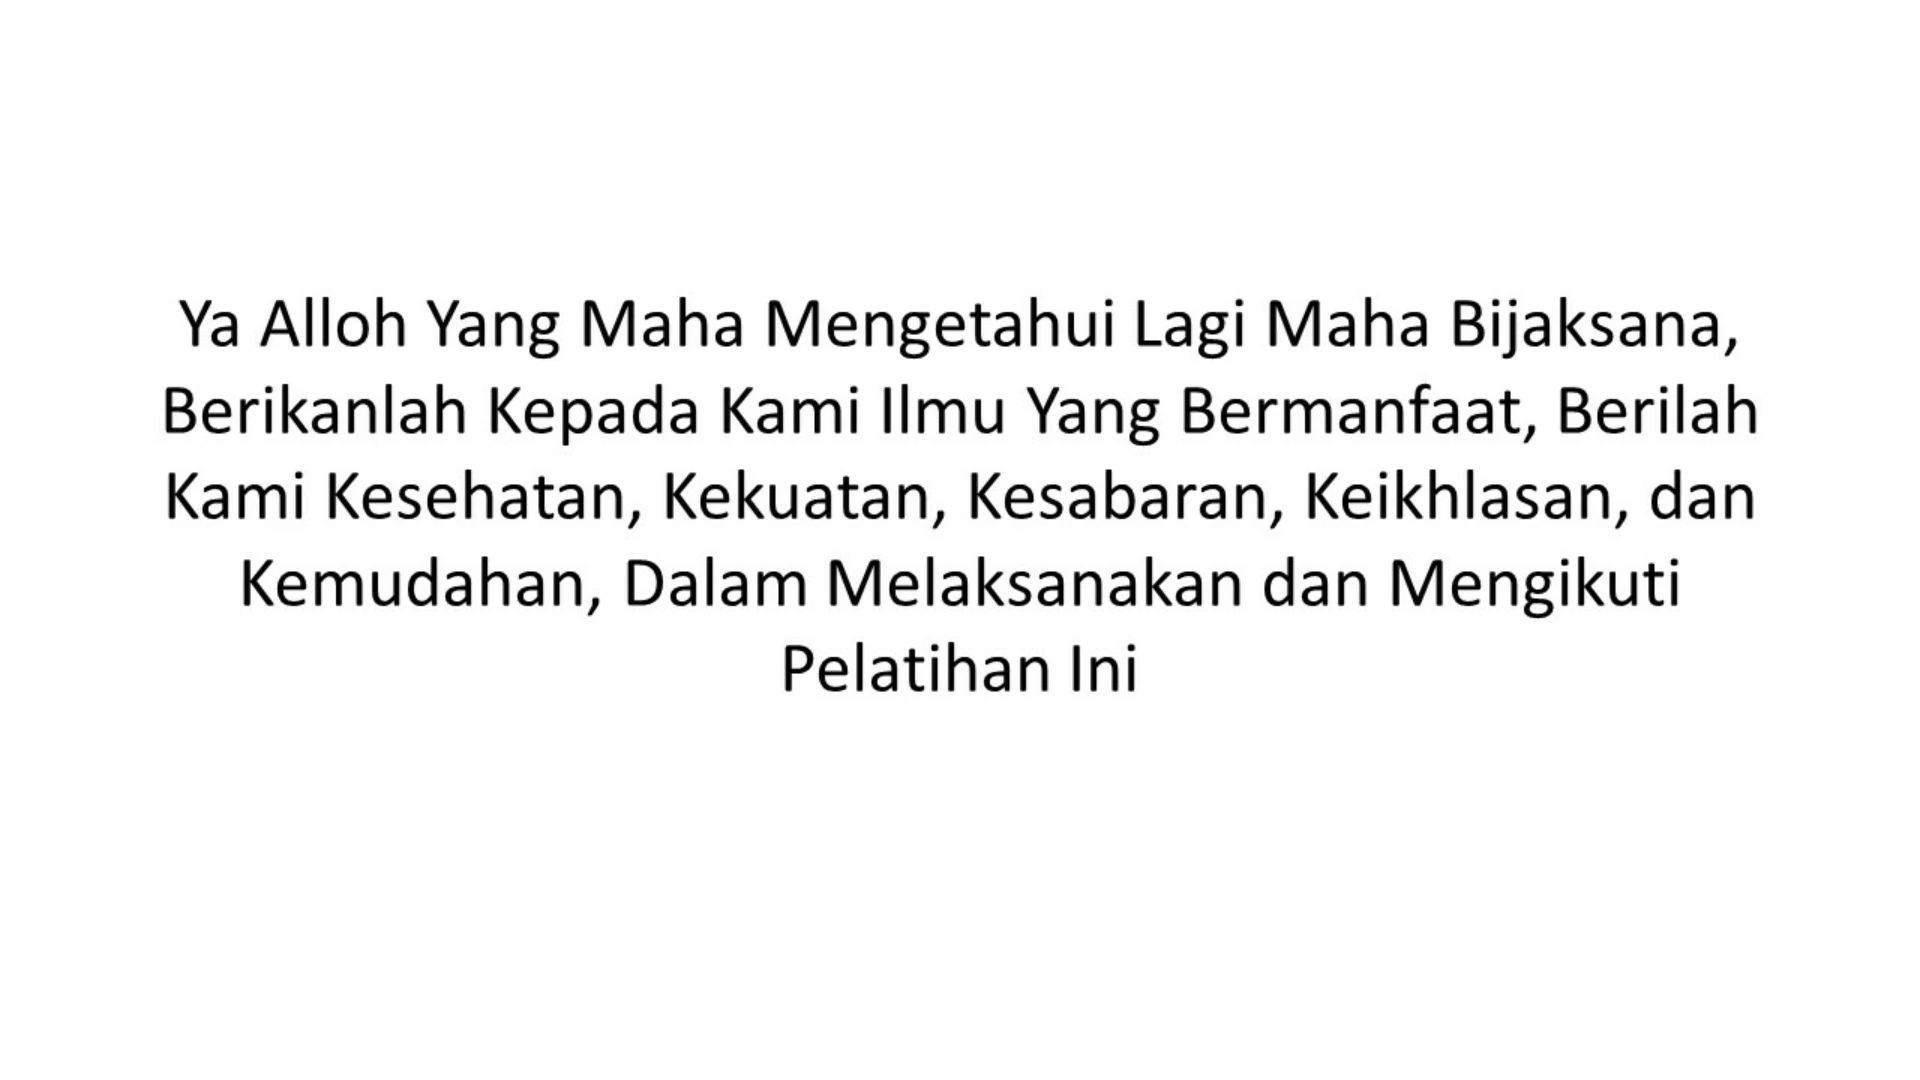 Ya Alloh Yang Maha Mengetahui Lagi Maha Bijaksana,
Berikanlah Kepada Kami Ilmu Yang Bermanfaat, Berilah
Kami Kesehatan, Kekuatan, Kesabaran, Keikhlasan, dan
Kemudahan, Dalam Melaksanakan dan Mengikuti
Pelatihan Ini